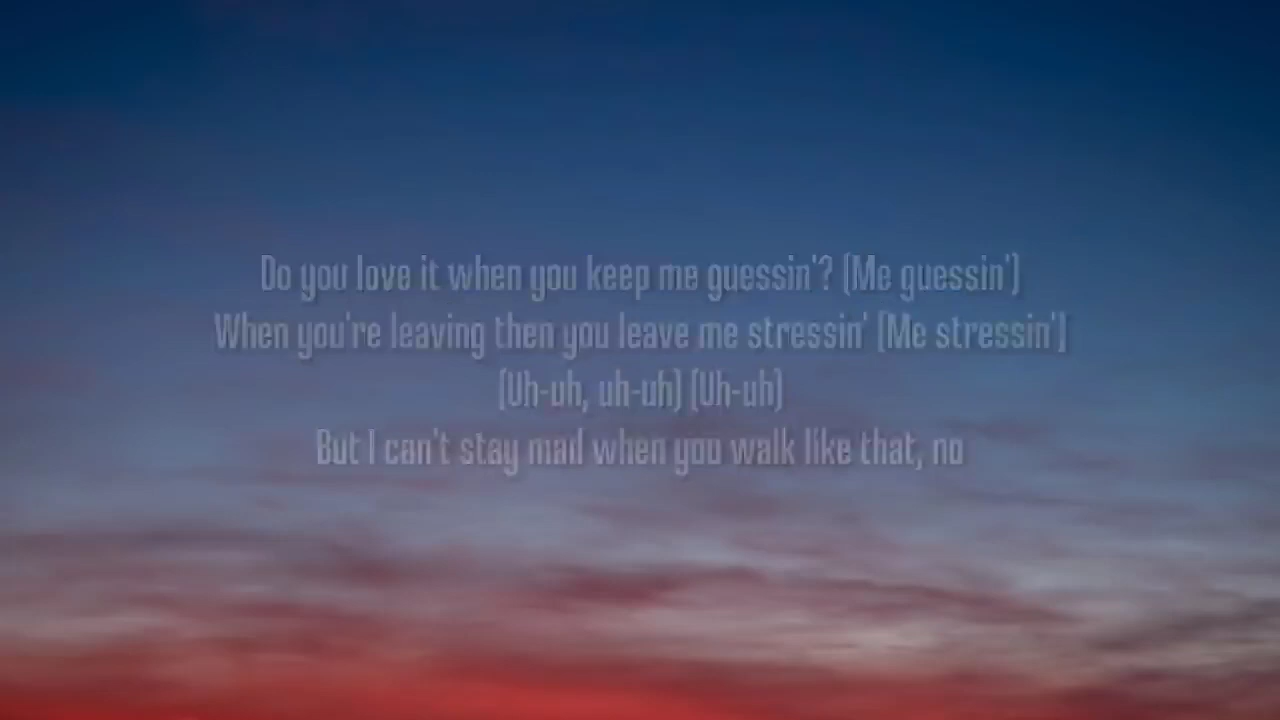 Do you love it when you keep me guessin'? (Me guessin')
When you're leaving then you leave me stressin' (Me stressin')
(Uh-uh, uh-uh) (Uh-uh)
But I can't stay mad when you walk like that, no